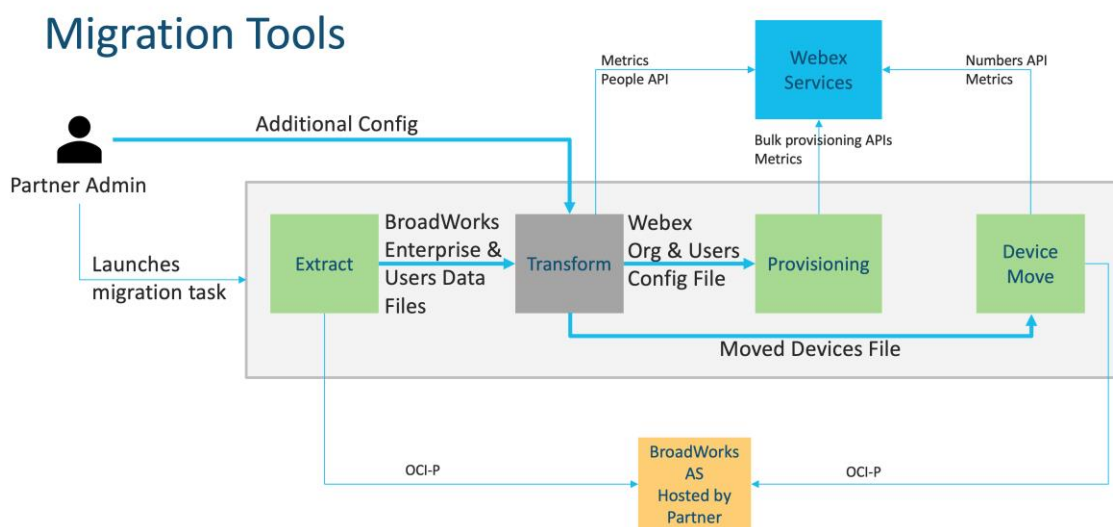 Migration Tools
Metrics
People API
Webex
Services
Numbers API
Metrics
Additional Config
Bulk provisioning APIs
Metrics
Partner Admin
Launches
migration task
Extract
BroadWorks
Enterprise &
Users Data
Files
Transform
Webex
Org & Users
Config File
Provisioning
Device
Move
Moved Devices File
OCI-P
BroadWorks
AS
Hosted by
Partner
OCI-P